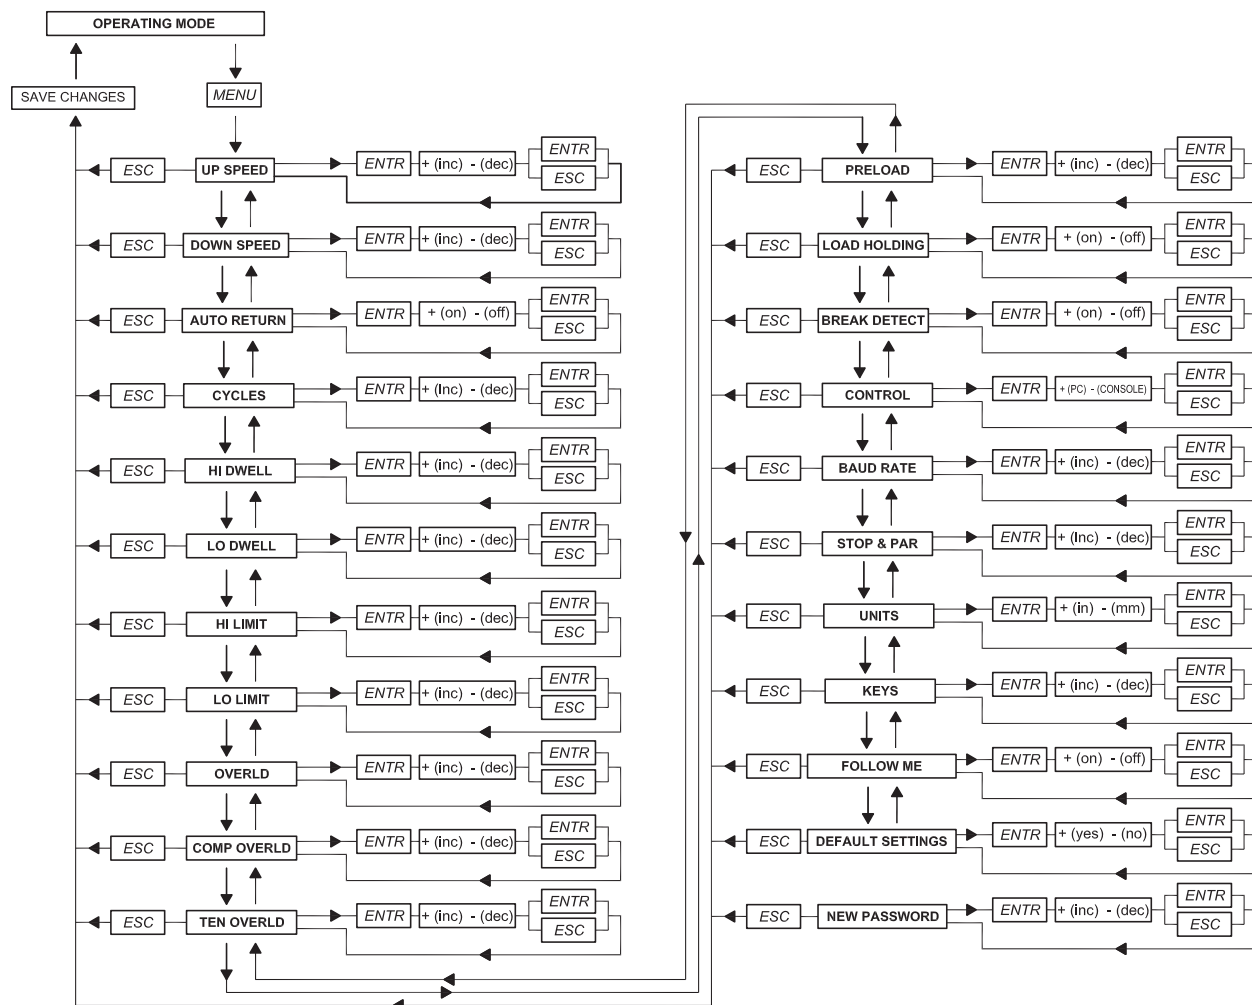 OPERATING MODE
SAVE CHANGES
MENU
ESC UP SPEED ENTR + (inc) - (dec) ENTR ESC
ESC DOWN SPEED ENTR + (inc) - (dec) ENTR ESC
ESC AUTO RETURN ENTR + (on) - (off) ENTR ESC
ESC CYCLES ENTR + (Inc) - (dec) ENTR ESC
ESC HI DWELL ENTR + (inc) - (dec) ENTR ESC
ESC LO DWELL ENTR + (inc) - (dec) ENTR ESC
ESC HI LIMIT ENTR + (inc) - (dec) ENTR ESC
ESC LO LIMIT ENTR + (inc) - (dec) ENTR ESC
ESC OVERLD ENTR + (inc) - (dec) ENTR ESC
ESC COMP OVERLD ENTR + (inc) - (dec) ENTR ESC
ESC TEN OVERLD ENTR + (inc) - (dec) ENTR ESC
ESC PRELOAD ENTR + (inc) - (dec) ENTR ESC
ESC LOAD HOLDING ENTR + (on) - (off) ENTR ESC
ESC BREAK DETECT ENTR + (on) - (off) ENTR ESC
ESC CONTROL ENTR + (PC) - (CONSOLE) ENTR ESC
ESC BAUD RATE ENTR + (inc) - (dec) ENTR ESC
ESC STOP & PAR ENTR + (Inc) - (dec) ENTR ESC
ESC UNITS ENTR + (in) - (mm) ENTR ESC
ESC KEYS ENTR + (inc) - (dec) ENTR ESC
ESC FOLLOW ME ENTR + (on) - (off) ENTR ESC
ESC DEFAULT SETTINGS ENTR + (yes) - (no) ENTR ESC
ESC NEW PASSWORD ENTR + (inc) - (dec) ENTR ESC